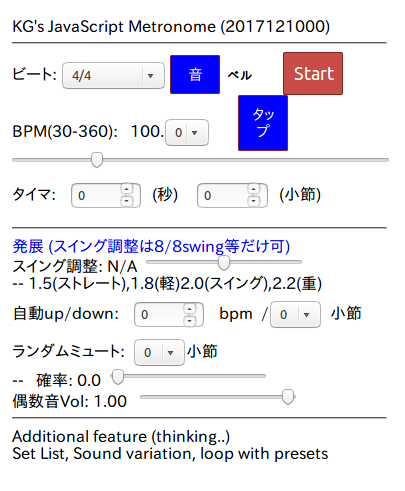 KG's JavaScript Metronome (2017121000)
ビート: 4/4 音 ベル Start
BPM(30-360): 100. 0 タップ
タイマ: 0 (秒) 0 (小節)
発展 (スイング調整は8/8swing等だけ可)
スイング調整: N/A
-- 1.5(ストレート),1.8(軽)2.0(スイング),2.2(重)
自動up/down: 0 bpm / 0 小節
ランダムミュート: 0 小節
-- 確率: 0.0
偶数音Vol: 1.00
Additional feature (thinking..)
Set List, Sound variation, loop with presets